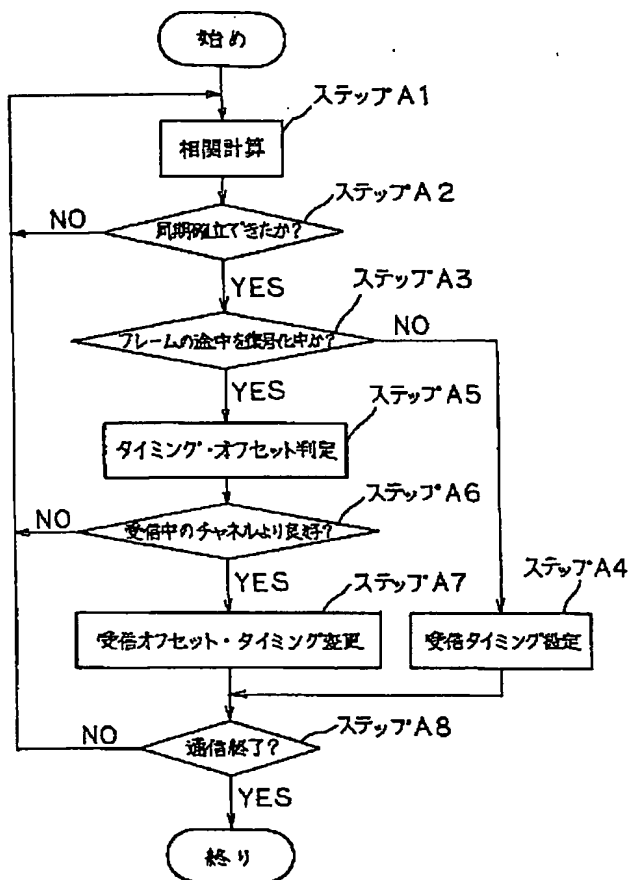 始め
ステップA1
相関計算
ステップA2
同期確立できたか?
NO
YES
ステップA3
フレームの途中を復号化中か?
NO
YES
ステップA5
タイミング・オフセット判定
ステップA6
受信中のチャネルより良好?
NO
YES
ステップA7
受信オフセット・タイミング変更
ステップA4
受信タイミング設定
ステップA8
通信終了?
NO
YES
終り